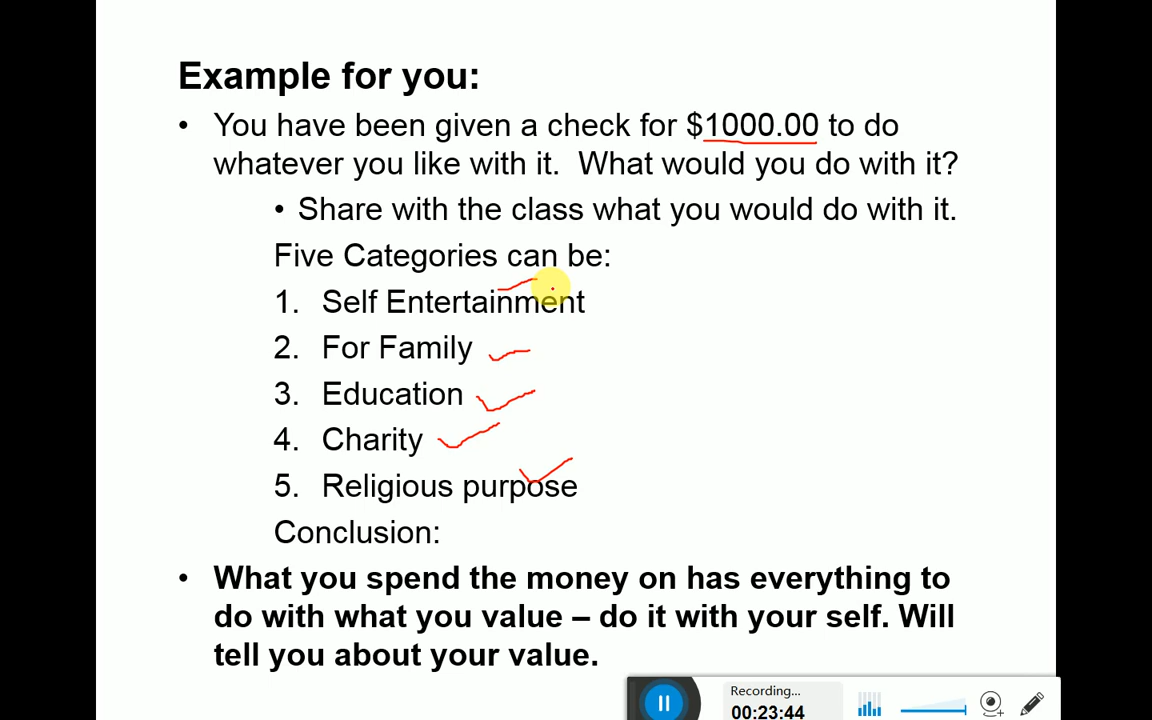 Example for you:
• You have been given a check for $1000.00 to do
whatever you like with it.  What would you do with it?
• Share with the class what you would do with it.
Five Categories can be:
1. Self Entertainment
2. For Family
3. Education
4. Charity
5. Religious purpose
Conclusion:
• What you spend the money on has everything to
do with what you value – do it with your self. Will
tell you about your value.
Recording...
00:23:44